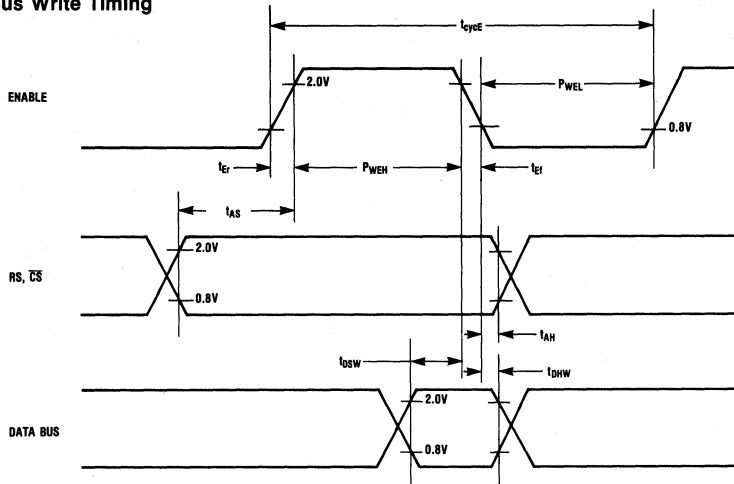 us Write Timing
tcycE
2.0V
PWEL
ENABLE
0.8V
tEr
PWEH
tEf
tAS
2.0V
RS, CS
0.8V
tAH
tDSW
tDHW
2.0V
DATA BUS
0.8V